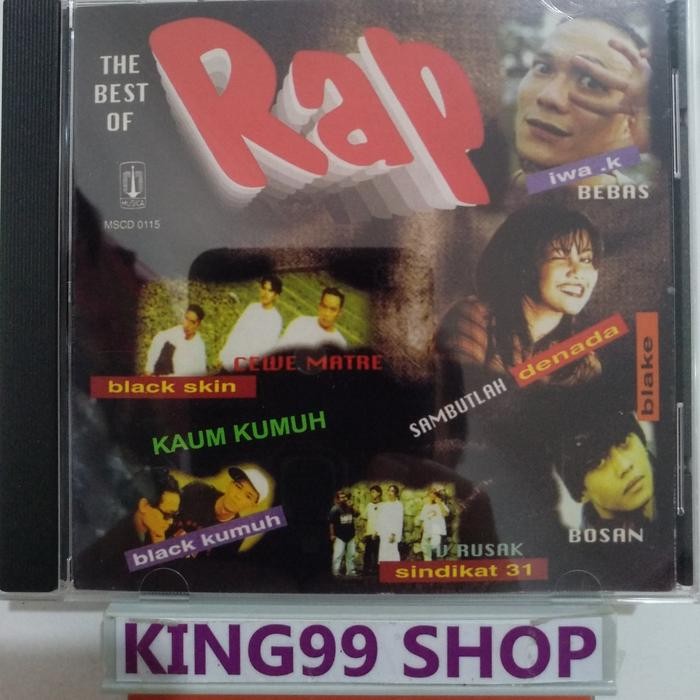 THE
BEST
OF
Rap
MUSICA
MSCD 0115
iwa .k
BEBAS
CEWE MATRE
black skin
SAMBUTLAH
denada
blake
BOSAN
KAUM KUMUH
black kumuh
RUSAK
sindikat 31
KING99 SHOP